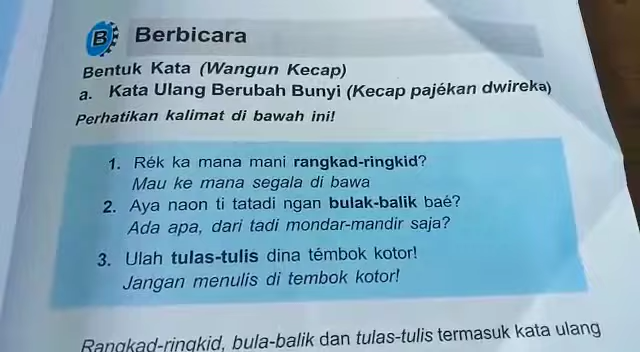 B Berbicara
Bentuk Kata (Wangun Kecap)
a. Kata Ulang Berubah Bunyi (Kecap pajékan dwireka)
Perhatikan kalimat di bawah ini!
1. Rék ka mana mani rangkad-ringkid?
Mau ke mana segala di bawa
2. Aya naon ti tatadi ngan bulak-balik baé?
Ada apa, dari tadi mondar-mandir saja?
3. Ulah tulas-tulis dina témbok kotor!
Jangan menulis di tembok kotor!
Rangkad-ringkid, bula-balik dan tulas-tulis termasuk kata ulang